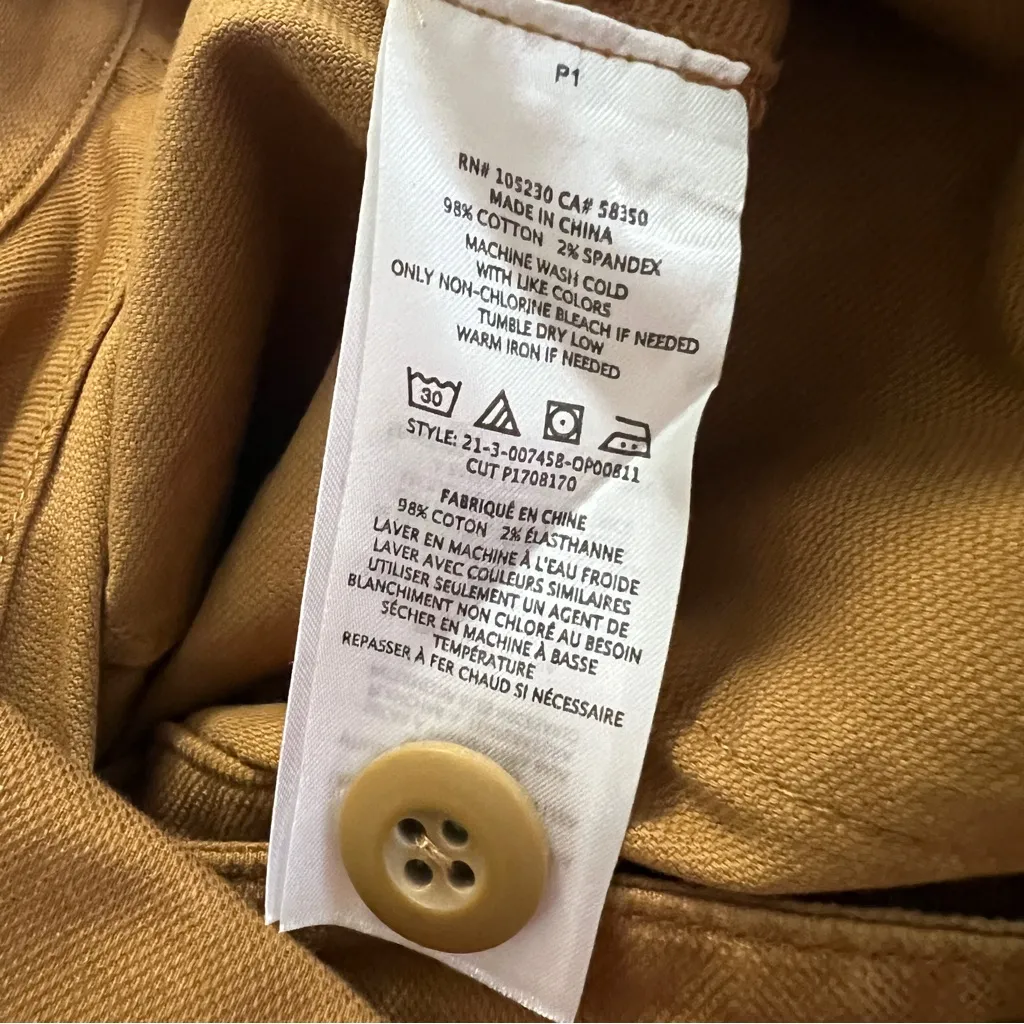 P1
RN# 105230 CA# 58350
MADE IN CHINA
98% COTTON 2% SPANDEX
MACHINE WASH COLD
WITH LIKE COLORS
ONLY NON-CHLORINE BLEACH IF NEEDED
TUMBLE DRY LOW
WARM IRON IF NEEDED
30
STYLE: 21-3-00745B-OP00811
CUT P1708170
FABRIQUÉ EN CHINE
98% COTON 2% ÉLASTHANNE
LAVER EN MACHINE À L'EAU FROIDE
LAVER AVEC COULEURS SIMILAIRES
UTILISER SEULEMENT UN AGENT DE
BLANCHIMENT NON CHLORÉ AU BESOIN
SÉCHER EN MACHINE À BASSE
TEMPÉRATURE
REPASSER À FER CHAUD SI NÉCESSAIRE